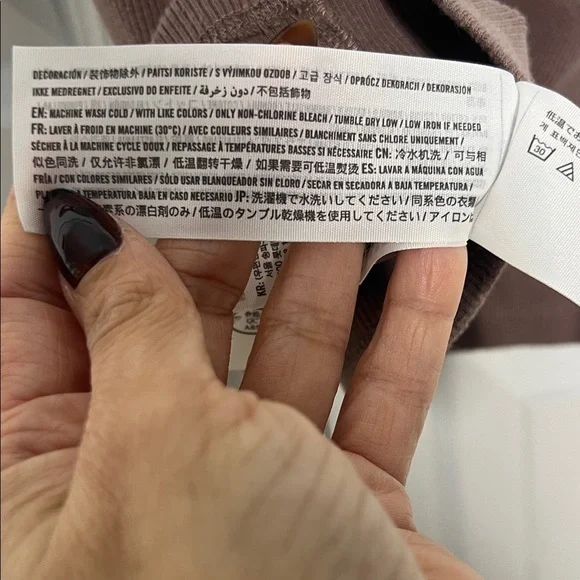 DECORACIÓN / 装饰物除外 / PAITSI KORISTE / S VÝJIMKOU OZDOB / 고급 장식 / OPRÓCZ DEKORACJI / DEKORASJON
IKKE MEDREGNET / EXCLUSIVO DO ENFEITE / دون زخرفة / 不包括飾物
EN: MACHINE WASH COLD / WITH LIKE COLORS / ONLY NON-CHLORINE BLEACH / TUMBLE DRY LOW / LOW IRON IF NEEDED
FR: LAVER À FROID EN MACHINE (30°C) / AVEC COULEURS SIMILAIRES / BLANCHIMENT SANS CHLORE UNIQUEMENT /
SÉCHER À LA MACHINE CYCLE DOUX / REPASSAGE À TEMPÉRATURES BASSES SI NÉCESSAIRE CN: 冷水机洗 / 可与相
似色同洗 / 仅允许非氯漂 / 低温翻转干燥 / 如果需要可低温熨烫 ES: LAVAR A MÁQUINA CON AGUA
FRÍA / CON COLORES SIMILARES / SÓLO USAR BLANQUEADOR SIN CLORO / SECAR EN SECADORA A BAJA TEMPERATURA /
A TEMPERATURA BAJA EN CASO NECESARIO JP: 洗濯機で水洗いしてください / 同系色の衣類
素系の漂白剤のみ / 低温のタンブル乾燥機を使用してください / アイロン
低温で
30
KR: